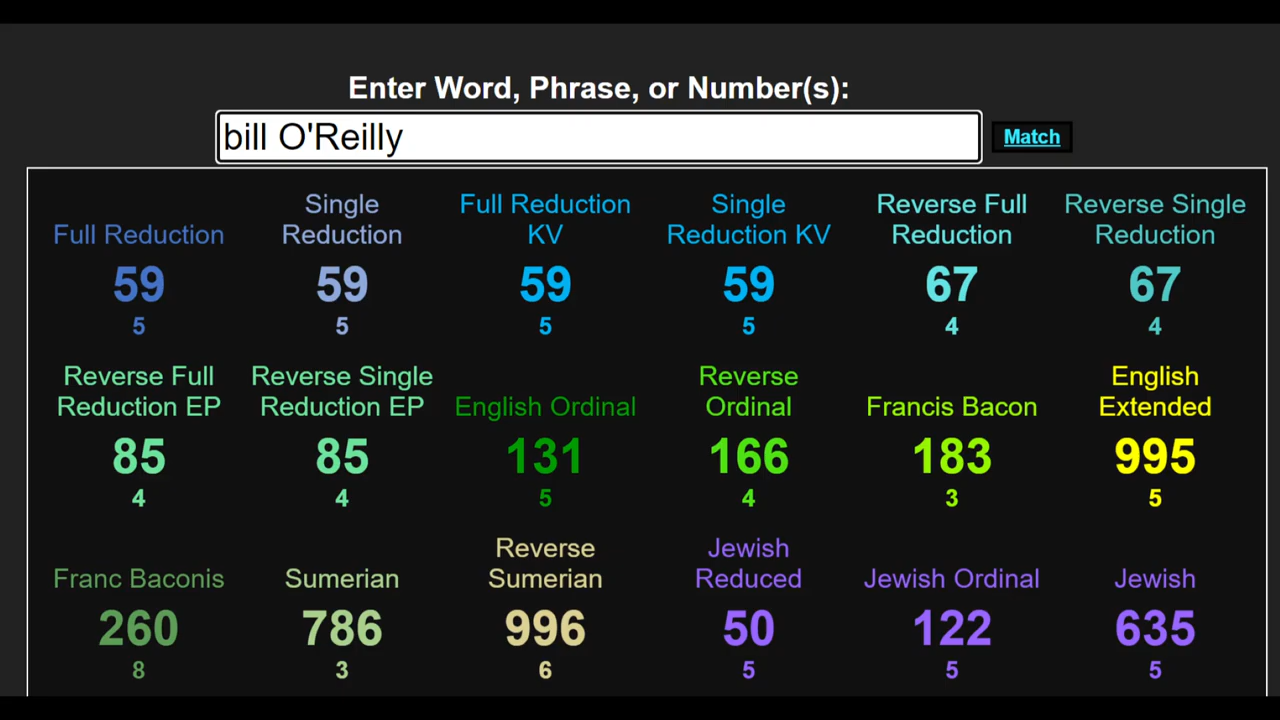 Enter Word, Phrase, or Number(s):
bill O'Reilly Match
Full Reduction Single Reduction Full Reduction KV Single Reduction KV Reverse Full Reduction Reverse Single Reduction
59 59 59 59 67 67
5 5 5 5 4 4
Reverse Full Reduction EP Reverse Single Reduction EP English Ordinal Reverse Ordinal Francis Bacon English Extended
85 85 131 166 183 995
4 4 5 4 3 5
Franc Baconis Sumerian Reverse Sumerian Jewish Reduced Jewish Ordinal Jewish
260 786 996 50 122 635
8 3 6 5 5 5